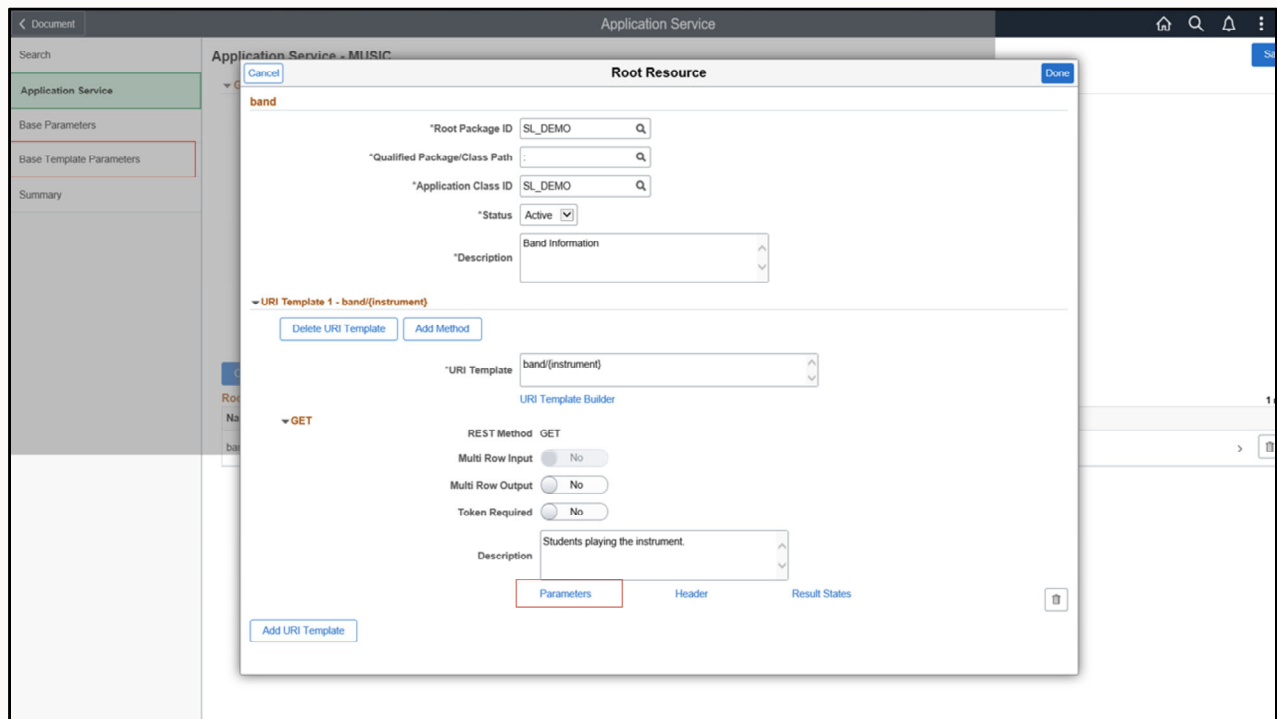 Document
Application Service
Search
Application Service
Base Parameters
Base Template Parameters
Summary
Application Service - MUSIC
Cancel
Root Resource
Done
band
*Root Package ID SL_DEMO
*Qualified Package/Class Path :
*Application Class ID SL_DEMO
*Status Active
*Description Band Information
URI Template 1 - band/{instrument}
Delete URI Template Add Method
*URI Template band/{instrument}
URI Template Builder
GET
REST Method GET
Multi Row Input No
Multi Row Output No
Token Required No
Description Students playing the instrument.
Parameters Header Result States
Add URI Template